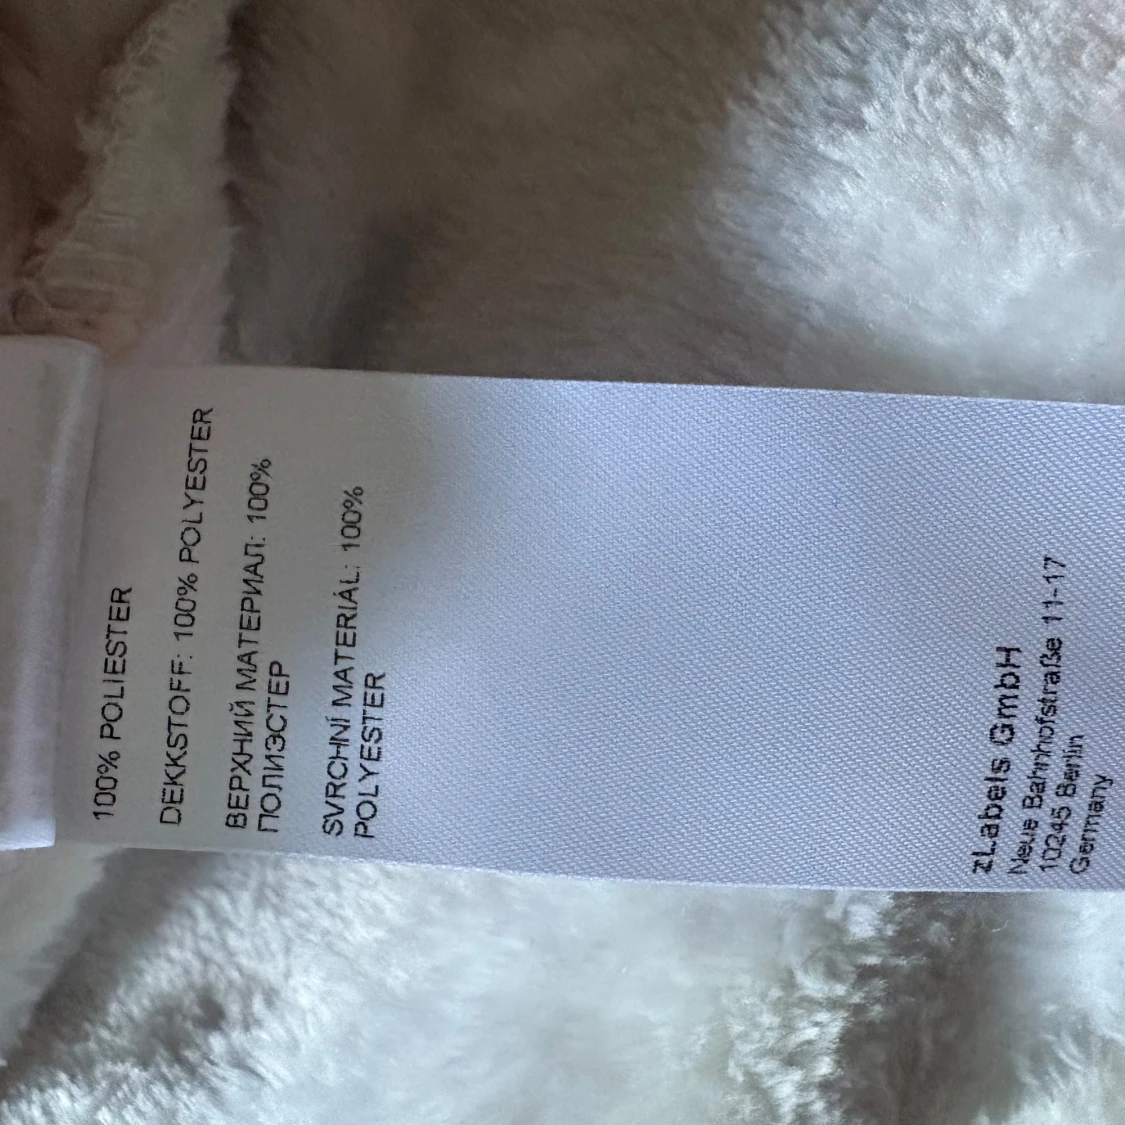 100% POLIESTER
DEKKSTOFF: 100% POLYESTER
ВЕРХНИЙ МАТЕРИАЛ: 100%
ПОЛИЭСТЕР
SVRCHNÍ MATERIÁL: 100%
POLYESTER
zLabels GmbH
Neue Bahnhofstraße 11-17
10245 Berlin
Germany